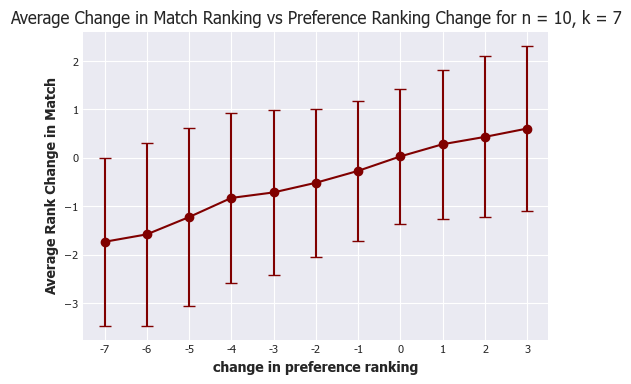 Average Change in Match Ranking vs Preference Ranking Change for n = 10, k = 7
Average Rank Change in Match
2
1
0
−1
−2
−3
-7 -6 -5 -4 -3 -2 -1 0 1 2 3
change in preference ranking